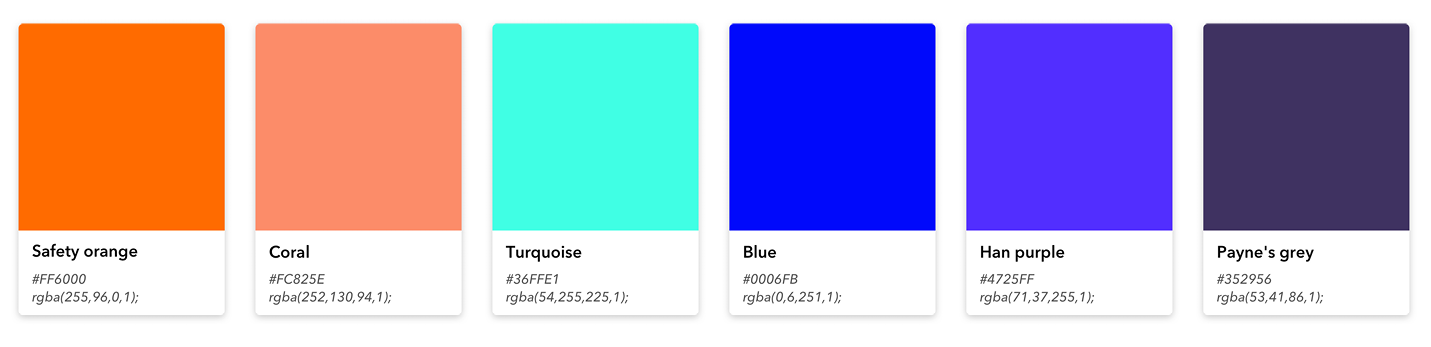 Safety orange
#FF6000
rgba(255,96,0,1);
Coral
#FC825E
rgba(252,130,94,1);
Turquoise
#36FFE1
rgba(54,255,225,1);
Blue
#0006FB
rgba(0,6,251,1);
Han purple
#4725FF
rgba(71,37,255,1);
Payne's grey
#352956
rgba(53,41,86,1);